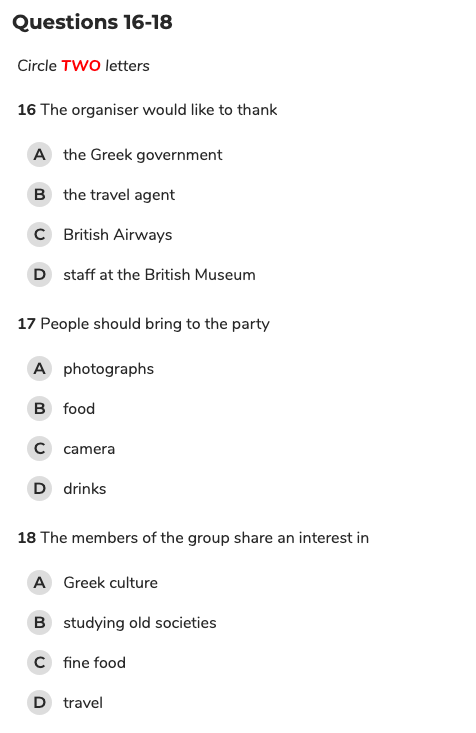 Questions 16-18
Circle TWO letters
16 The organiser would like to thank
A the Greek government
B the travel agent
C British Airways
D staff at the British Museum
17 People should bring to the party
A photographs
B food
C camera
D drinks
18 The members of the group share an interest in
A Greek culture
B studying old societies
C fine food
D travel